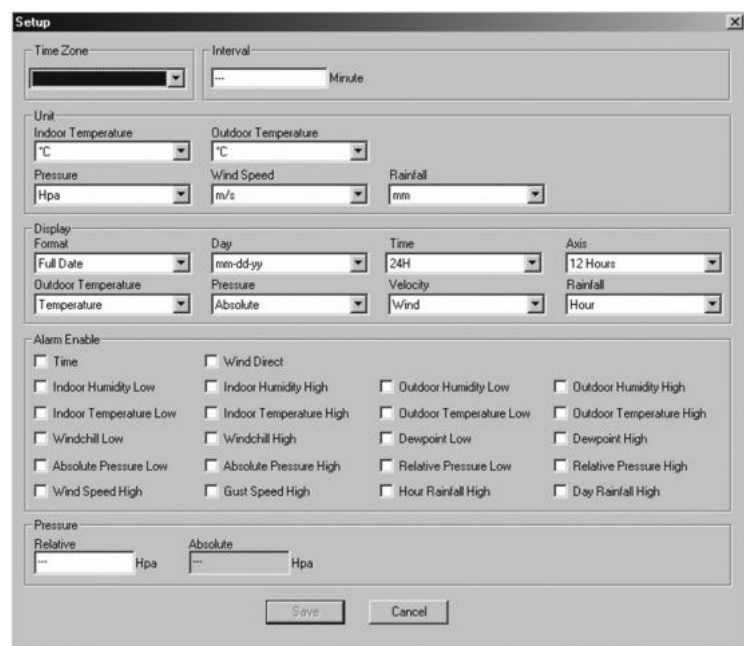 Setup
Time Zone
Interval
---
Minute
Unit
Indoor Temperature
Outdoor Temperature
°C
°C
Pressure
Wind Speed
Rainfall
Hpa
m/s
mm
Display
Format
Day
Time
Axis
Full Date
mm-dd-yy
24H
12 Hours
Outdoor Temperature
Pressure
Velocity
Rainfall
Temperature
Absolute
Wind
Hour
Alarm Enable
Time
Wind Direct
Indoor Humidity Low
Indoor Humidity High
Outdoor Humidity Low
Outdoor Humidity High
Indoor Temperature Low
Indoor Temperature High
Outdoor Temperature Low
Outdoor Temperature High
Windchill Low
Windchill High
Dewpoint Low
Dewpoint High
Absolute Pressure Low
Absolute Pressure High
Relative Pressure Low
Relative Pressure High
Wind Speed High
Gust Speed High
Hour Rainfall High
Day Rainfall High
Pressure
Relative
Absolute
---
Hpa
---
Hpa
Save
Cancel